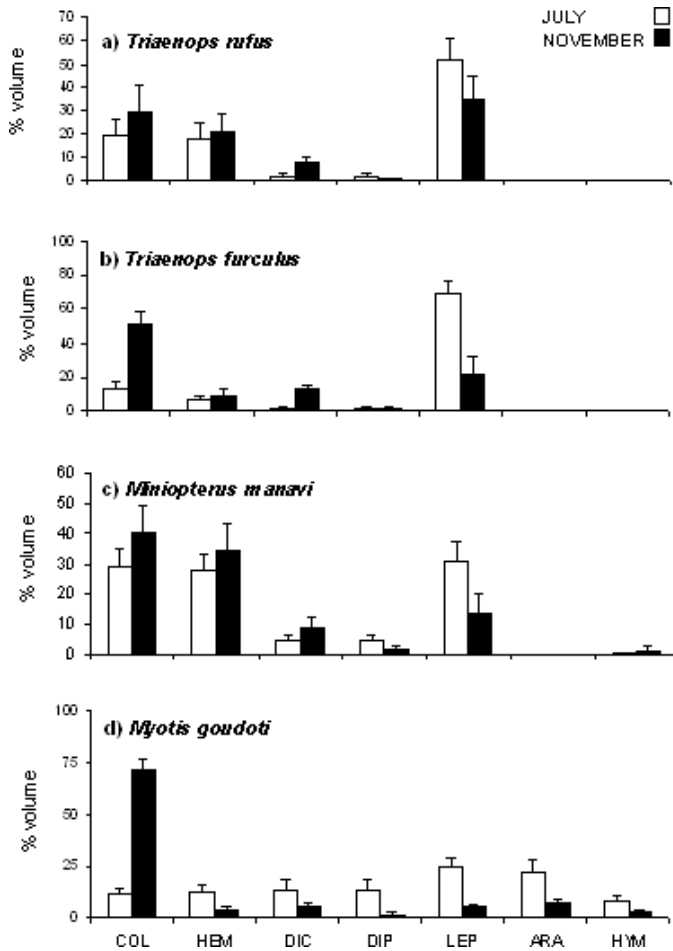 JULY
NOVEMBER
a) Triaenops rufus
% volume
70
60
50
40
30
20
10
0
b) Triaenops furculus
% volume
100
80
60
40
20
0
c) Miniopterus manavi
% volume
60
50
40
30
20
10
0
d) Myotis goudoti
% volume
100
75
50
25
0
COL HEM DIC DIP LEP ARA HYM